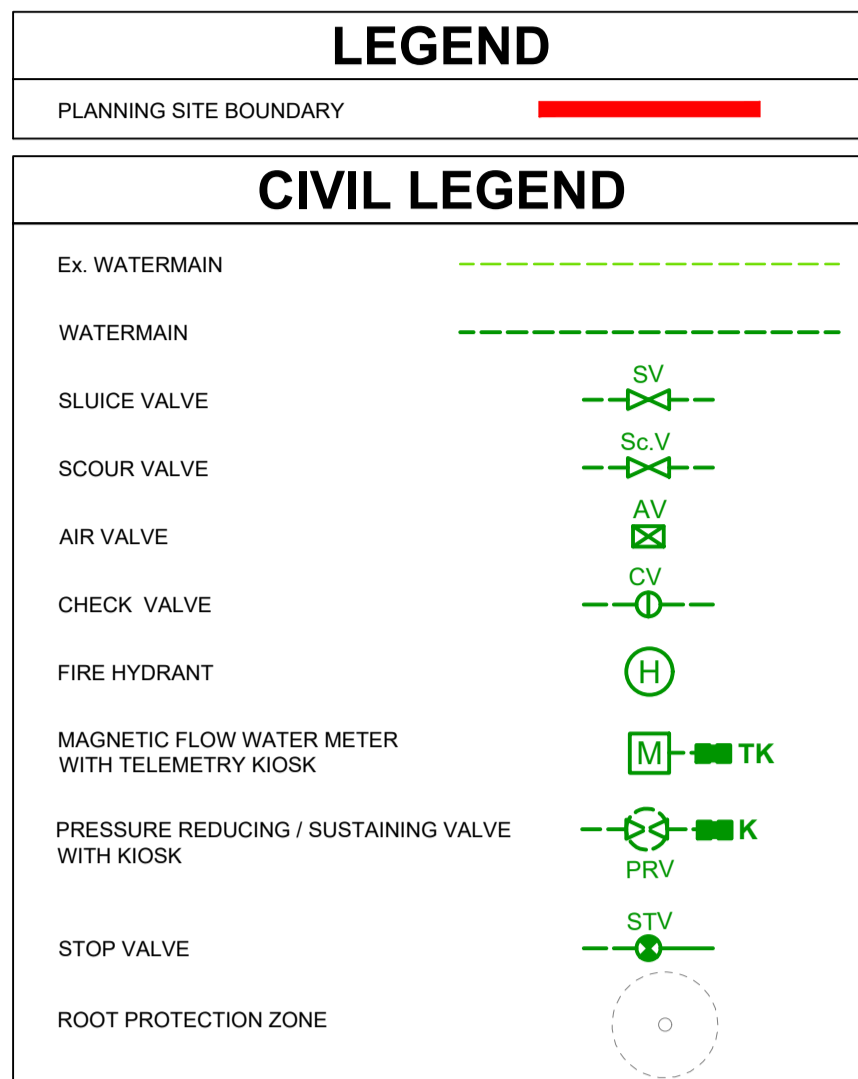 LEGEND
PLANNING SITE BOUNDARY
CIVIL LEGEND
Ex. WATERMAIN
WATERMAIN
SLUICE VALVE
SV
SCOUR VALVE
Sc.V
AIR VALVE
AV
CHECK VALVE
CV
FIRE HYDRANT
H
MAGNETIC FLOW WATER METER
WITH TELEMETRY KIOSK
M
TK
PRESSURE REDUCING / SUSTAINING VALVE
WITH KIOSK
K
PRV
STOP VALVE
STV
ROOT PROTECTION ZONE